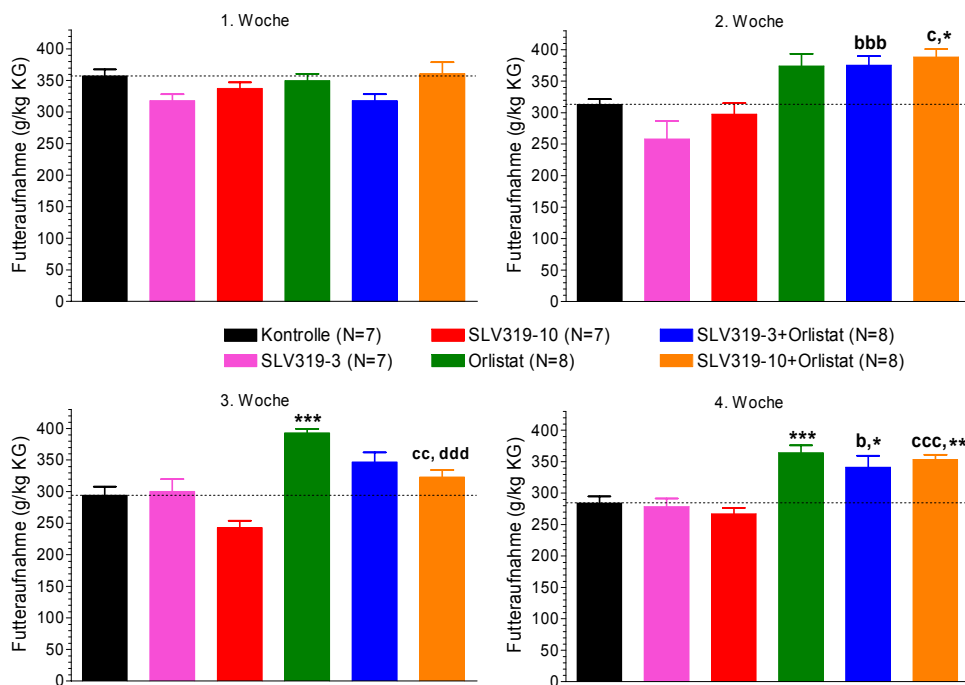 1. Woche
Futteraufnahme (g/kg KG)
400
350
300
250
200
150
100
50
0
2. Woche
Futteraufnahme (g/kg KG)
400
350
300
250
200
150
100
50
0
bbb
c,*
Kontrolle (N=7)
SLV319-10 (N=7)
SLV319-3+Orlistat (N=8)
SLV319-3 (N=7)
Orlistat (N=8)
SLV319-10+Orlistat (N=8)
3. Woche
Futteraufnahme (g/kg KG)
400
350
300
250
200
150
100
50
0
***
cc, ddd
4. Woche
Futteraufnahme (g/kg KG)
400
350
300
250
200
150
100
50
0
***
b,*
ccc,**